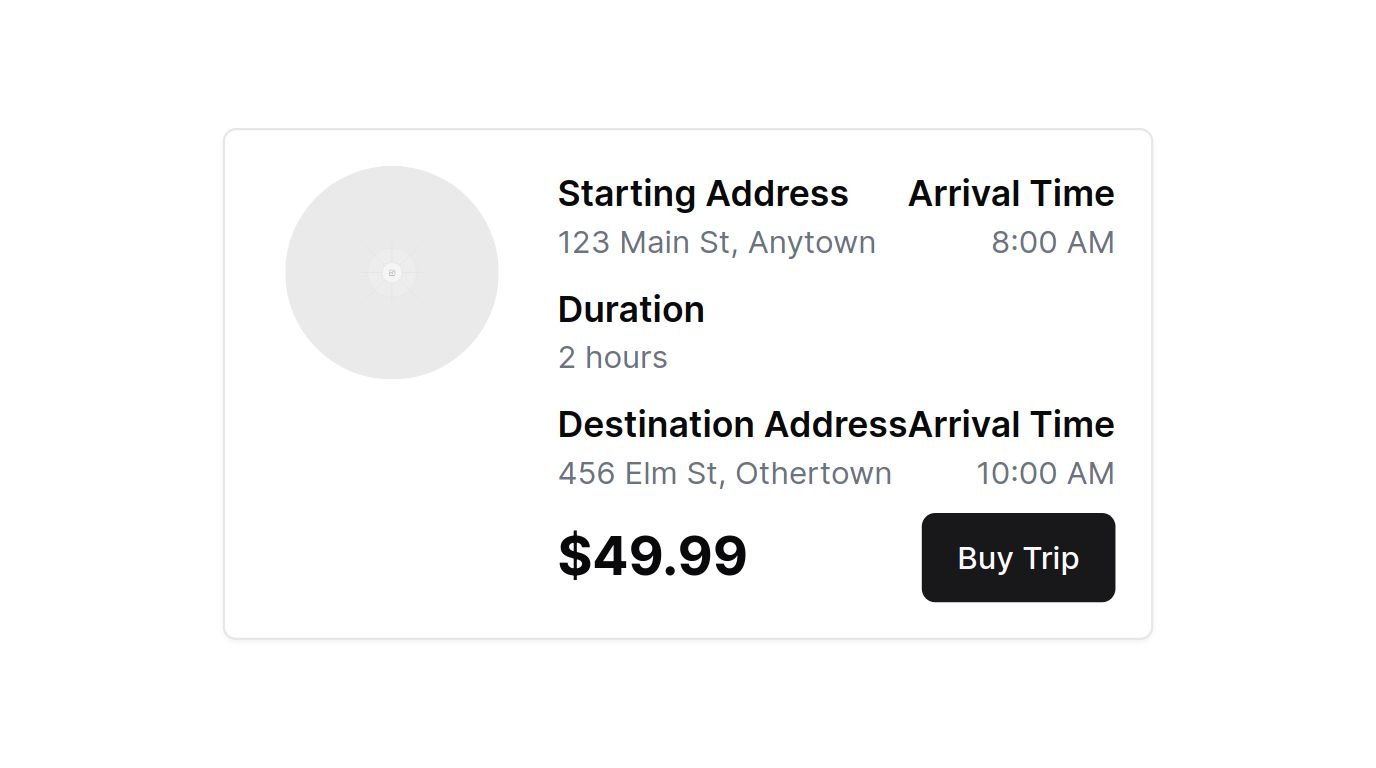 Starting Address Arrival Time
123 Main St, Anytown 8:00 AM
Duration
2 hours
Destination Address Arrival Time
456 Elm St, Othertown 10:00 AM
$49.99 Buy Trip